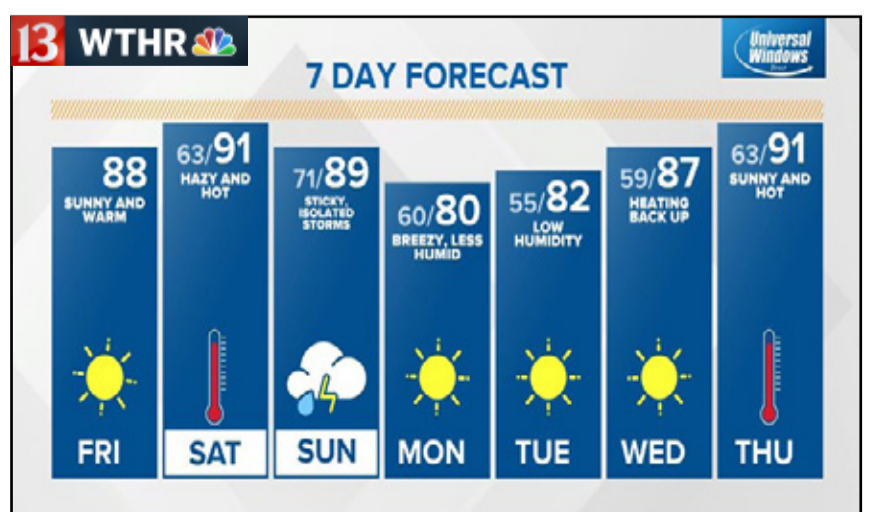 13 WTHR
Universal
Windows
7 DAY FORECAST
88
SUNNY AND
WARM
FRI
63/91
HAZY AND
HOT
SAT
71/89
STICKY,
ISOLATED
STORMS
SUN
60/80
BREEZY, LESS
HUMID
MON
55/82
LOW
HUMIDITY
TUE
59/87
HEATING
BACK UP
WED
63/91
SUNNY AND
HOT
THU